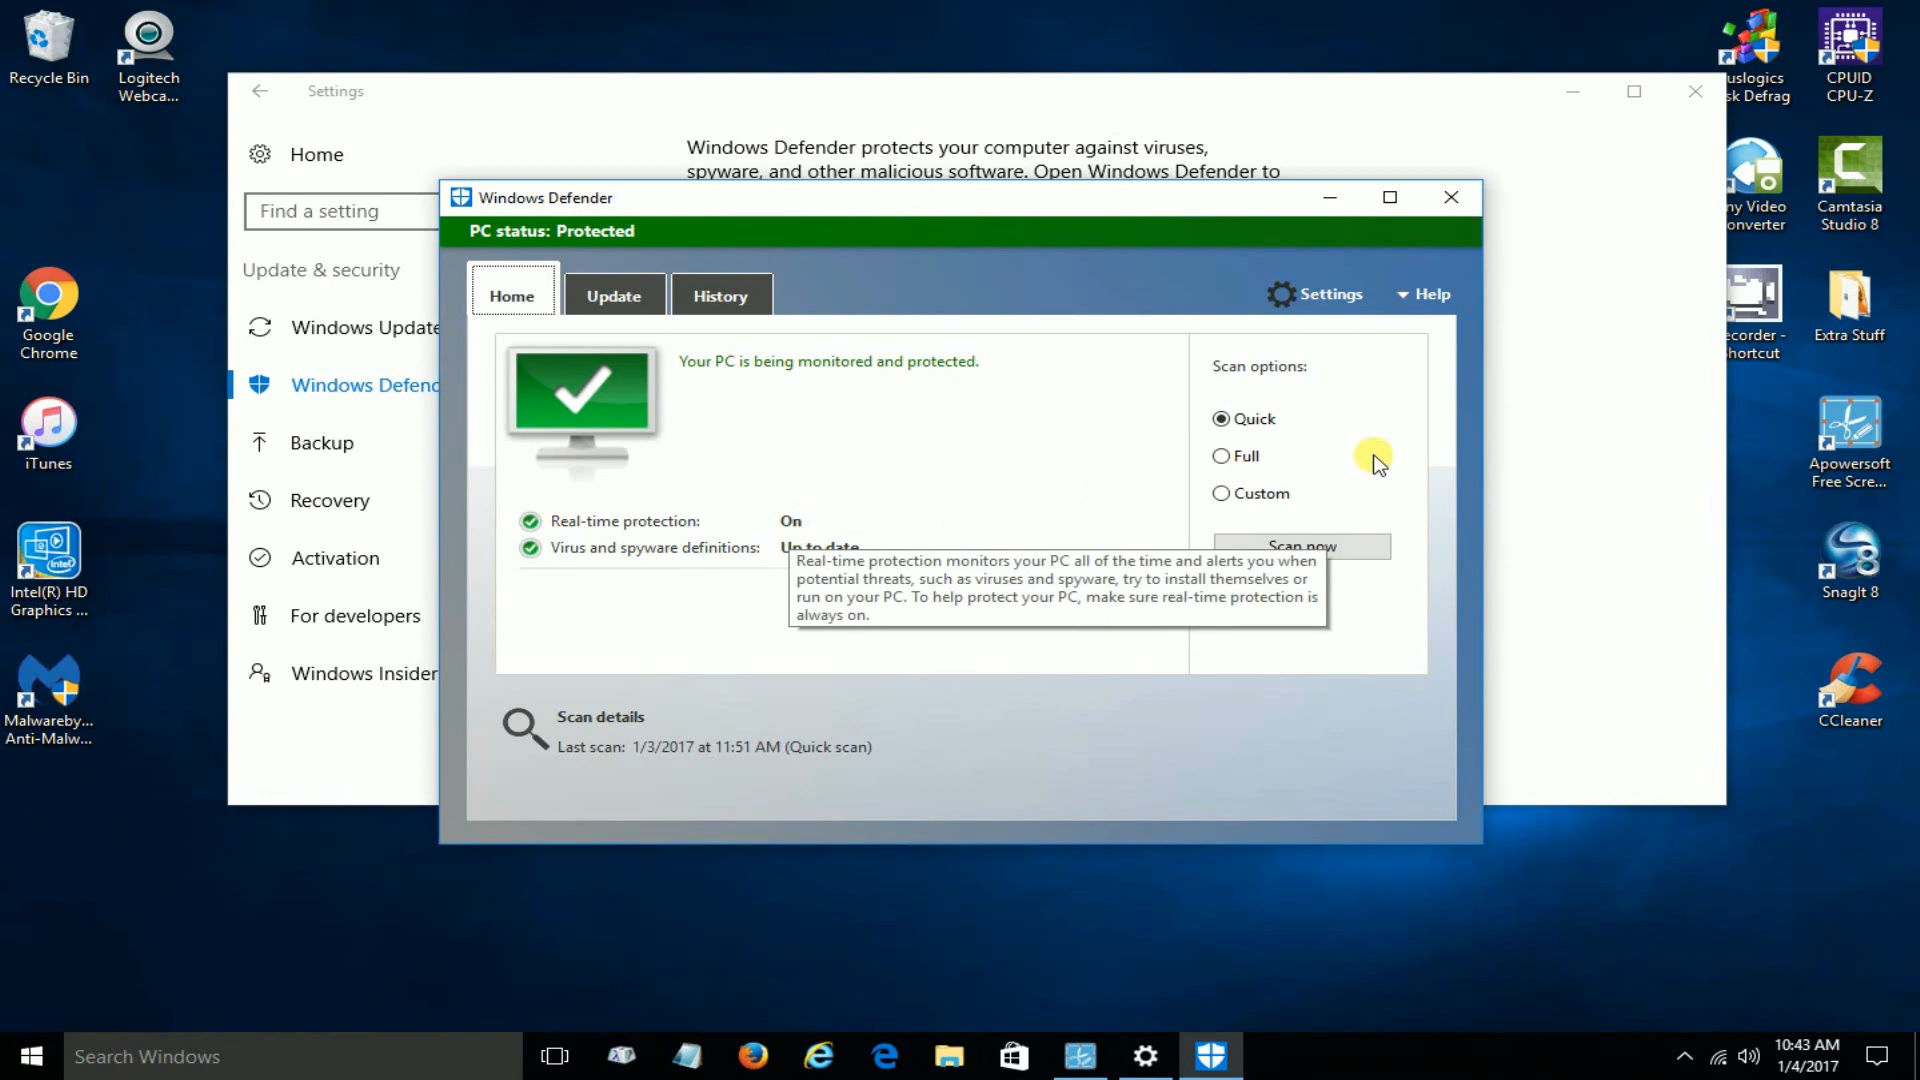 Recycle Bin
Logitech
Webca...
Google
Chrome
iTunes
Intel(R) HD
Graphics ...
Malwareby...
Anti-Malw...
Settings
Home
Find a setting
Update & security
Windows Update
Windows Defend
Backup
Recovery
Activation
For developers
Windows Insider
Windows Defender protects your computer against viruses,
spyware, and other malicious software. Open Windows Defender to
Windows Defender
PC status: Protected
Home
Update
History
Settings
Help
Your PC is being monitored and protected.
Scan options:
Quick
Full
Custom
Scan now
Real-time protection: On
Virus and spyware definitions: Up to date
Real-time protection monitors your PC all of the time and alerts you when
potential threats, such as viruses and spyware, try to install themselves or
run on your PC. To help protect your PC, make sure real-time protection is
always on.
Scan details
Last scan: 1/3/2017 at 11:51 AM (Quick scan)
uslogics
sk Defrag
CPUID
CPU-Z
ny Video
onverter
Camtasia
Studio 8
ecorder -
hortcut
Extra Stuff
Apowersoft
Free Scre...
SnagIt 8
CCleaner
Search Windows
10:43 AM
1/4/2017